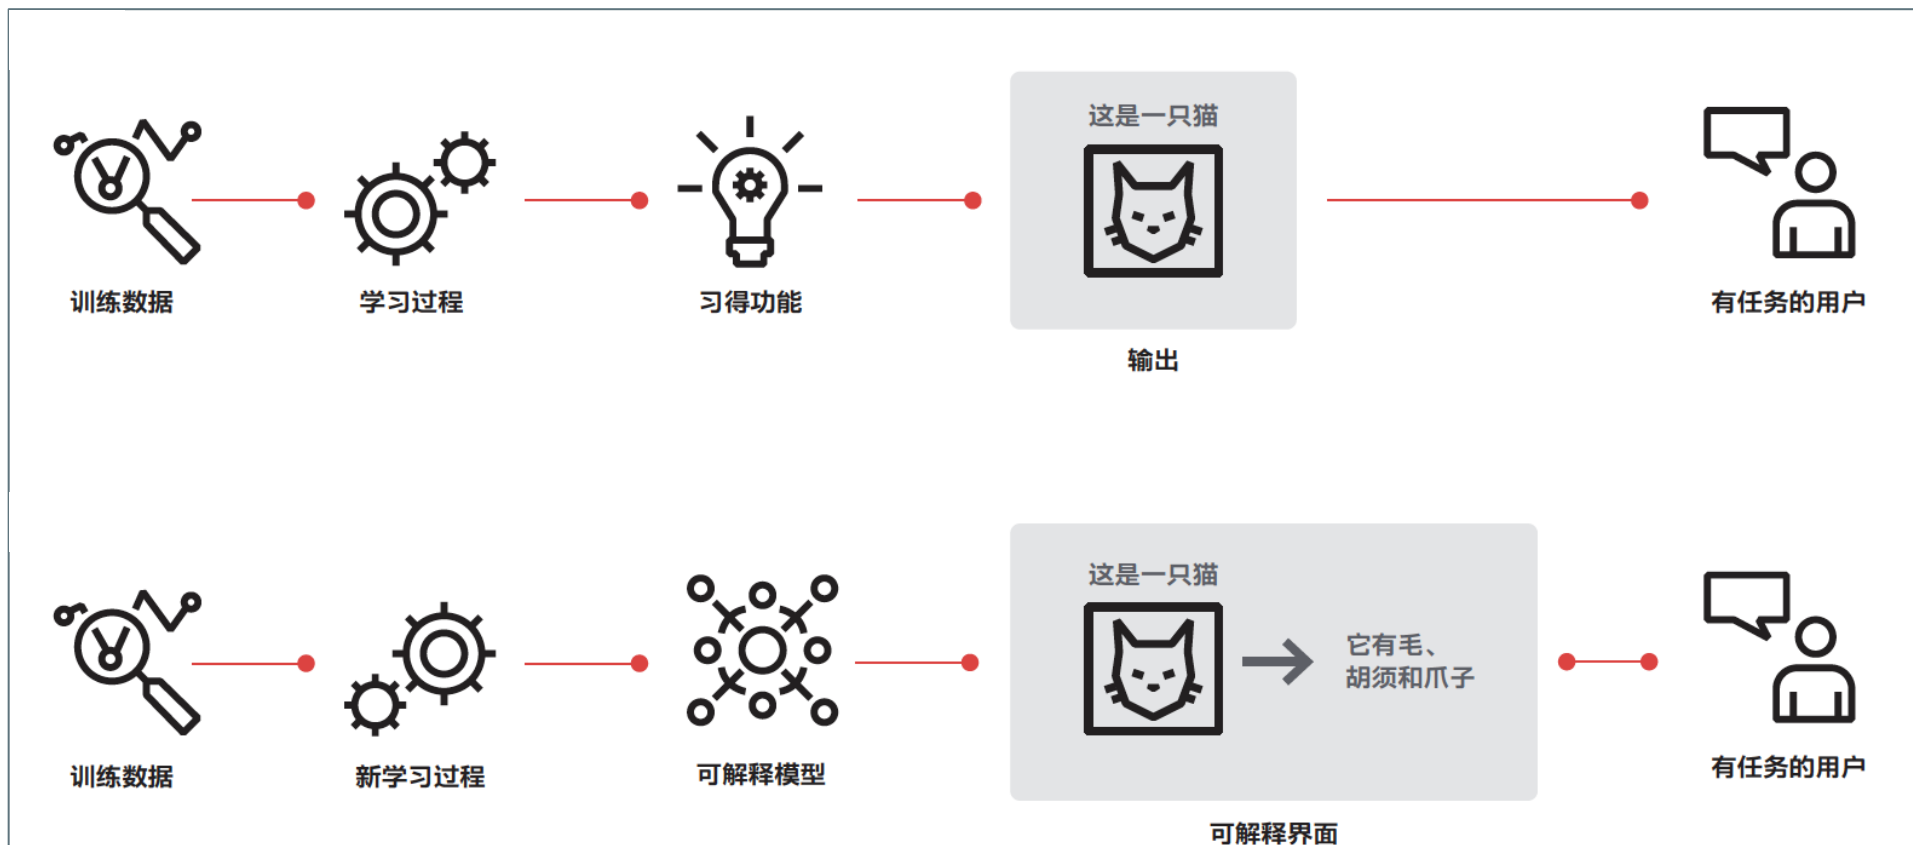 这是一只猫
训练数据
学习过程
习得功能
有任务的用户
输出
这是一只猫
它有毛、
胡须和爪子
训练数据
新学习过程
可解释模型
有任务的用户
可解释界面